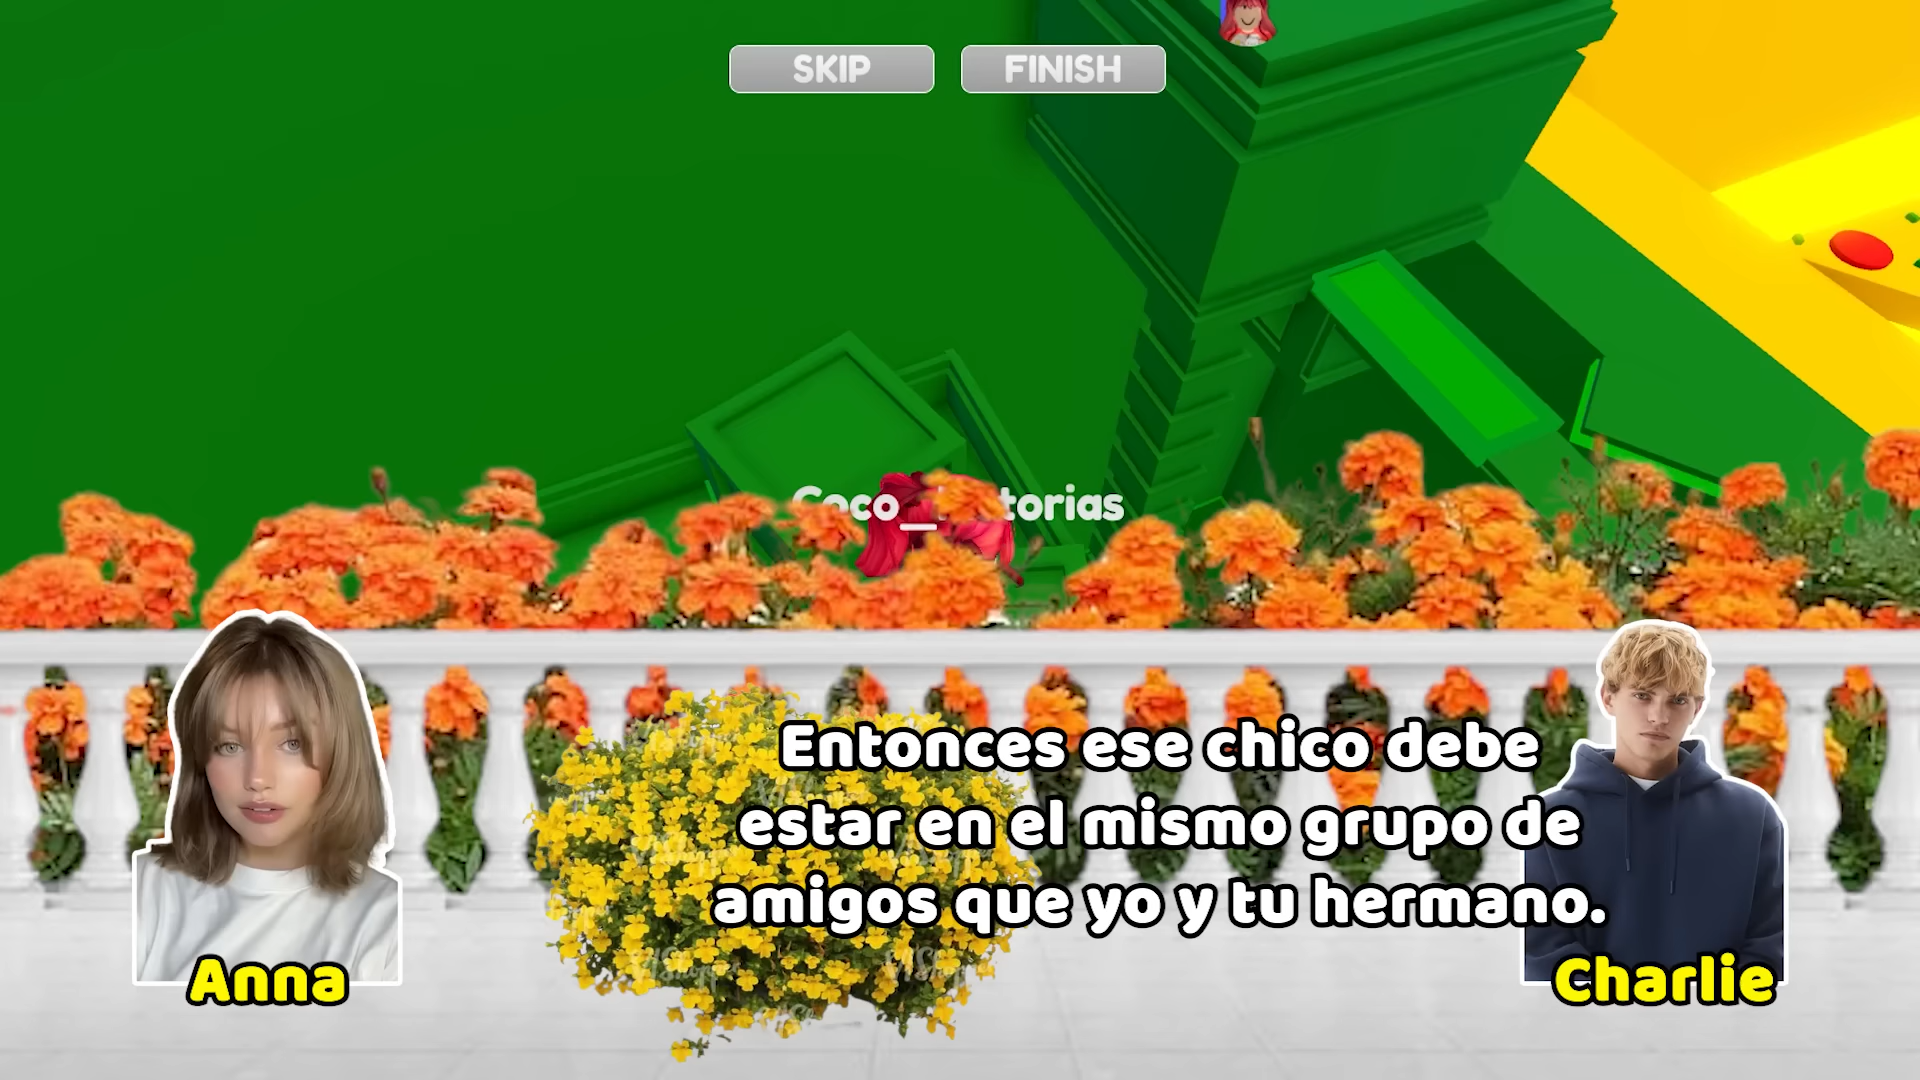 SKIP FINISH
Entonces ese chico debe
estar en el mismo grupo de
amigos que yo y tu hermano.
Anna
Charlie